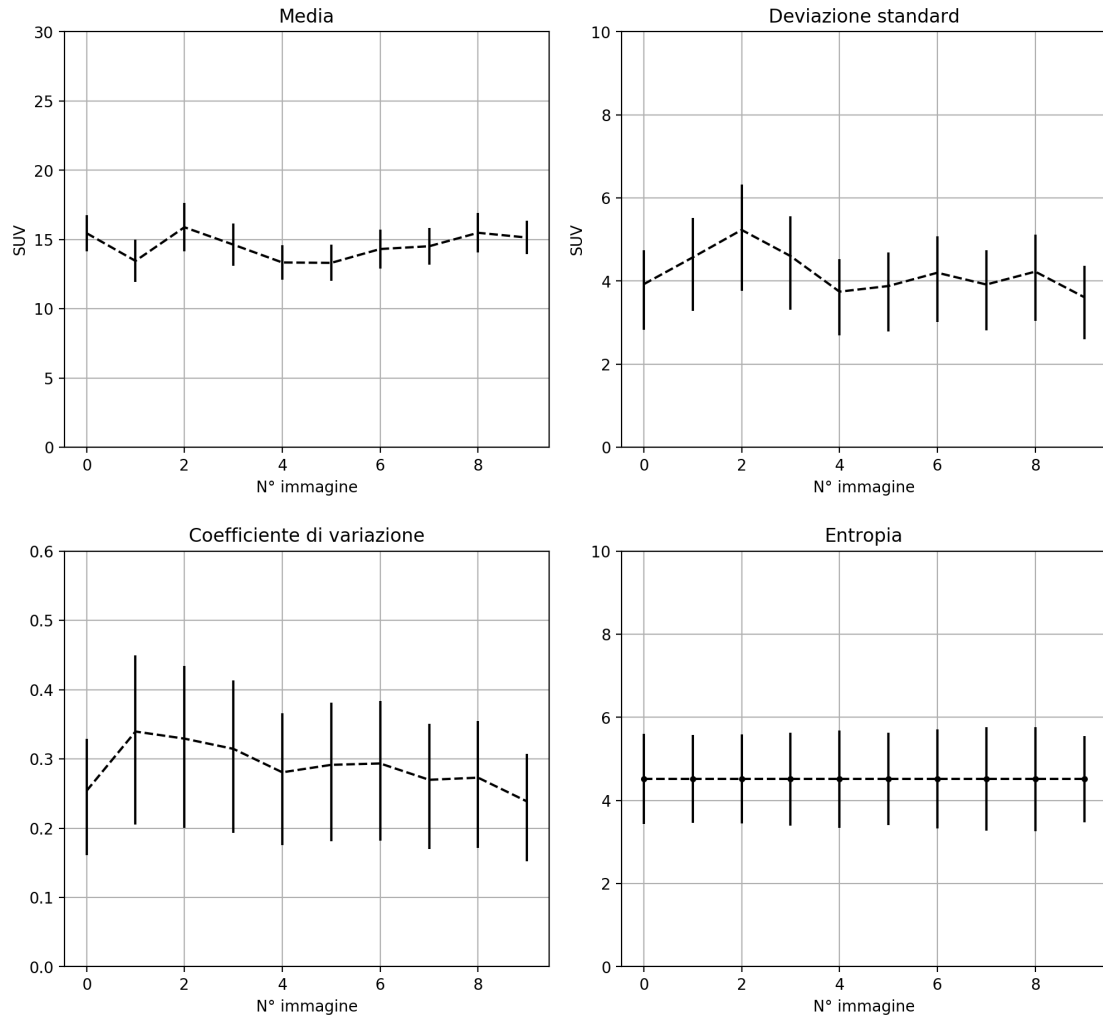 Media
30
25
20
15
10
5
0
SUV
0 2 4 6 8
N° immagine
Deviazione standard
10
8
6
4
2
0
SUV
0 2 4 6 8
N° immagine
Coefficiente di variazione
0.6
0.5
0.4
0.3
0.2
0.1
0.0
0 2 4 6 8
N° immagine
Entropia
10
8
6
4
2
0
0 2 4 6 8
N° immagine